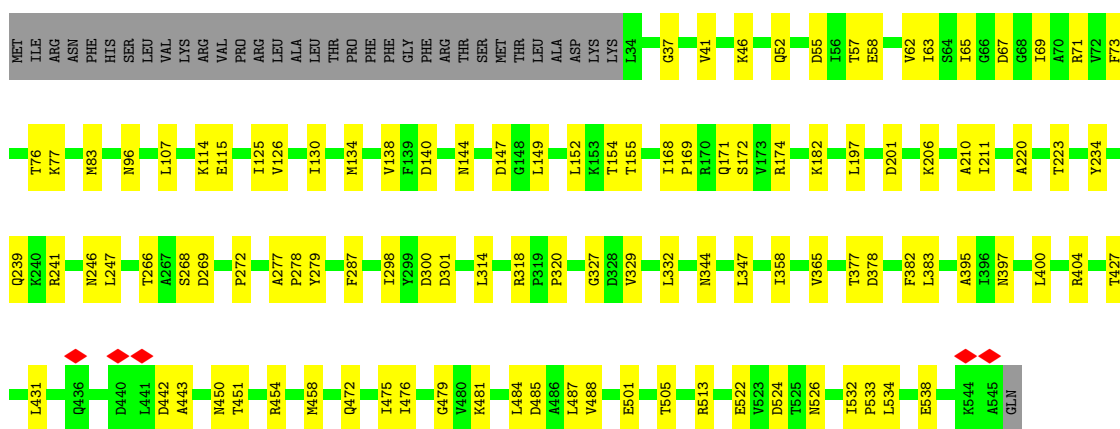 MET ILE ARG ASN PHE HIS SER LEU VAL LYS ARG VAL PRO ARG LEU ALA LEU LEU THR PRO PHE PHE GLY PHE ARG THR SER MET THR LEU ALA ASP LYS LYS L34 G37 V41 K46 Q52 D55 I56 T57 E58 V62 I63 S64 I65 G66 D67 G68 I69 A70 R71 V72 F73
T76 K77 M83 N96 L107 K114 E115 I125 V126 I130 M134 V138 F139 D140 N144 D147 G148 L149 L152 K153 T154 T155 I168 P169 R170 Q171 S172 V173 R174 K182 L197 D201 K206 A210 I211 A220 T223 Y234
Q239 K240 R241 N246 L247 T266 A267 S268 D269 P272 A277 P278 Y279 F287 I298 Y299 D300 D301 L314 R318 P319 P320 G327 D328 V329 L332 N344 L347 I358 V365 T377 D378 F382 L383 A395 I396 N397 L400 R404 T427
L431 Q436 D440 L441 D442 A443 N450 T451 R454 M458 Q472 I475 I476 G479 V480 K481 L484 D485 A486 L487 V488 E501 T505 R513 E522 V523 D524 T525 N526 I532 P533 L534 E538 K544 A545 GLN